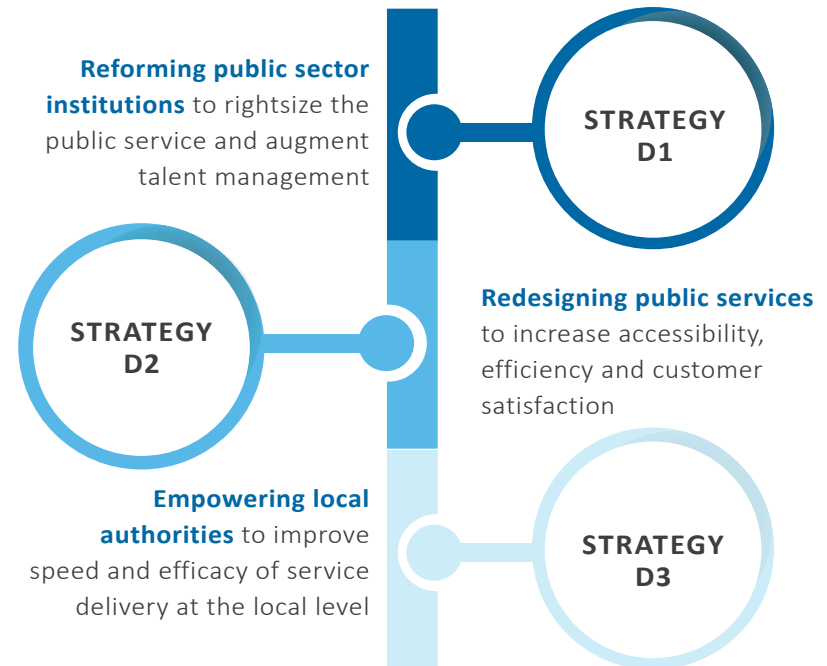 Reforming public sector
institutions to rightsize the
public service and augment
talent management
STRATEGY
D1
STRATEGY
D2
Redesigning public services
to increase accessibility,
efficiency and customer
satisfaction
Empowering local
authorities to improve
speed and efficacy of service
delivery at the local level
STRATEGY
D3